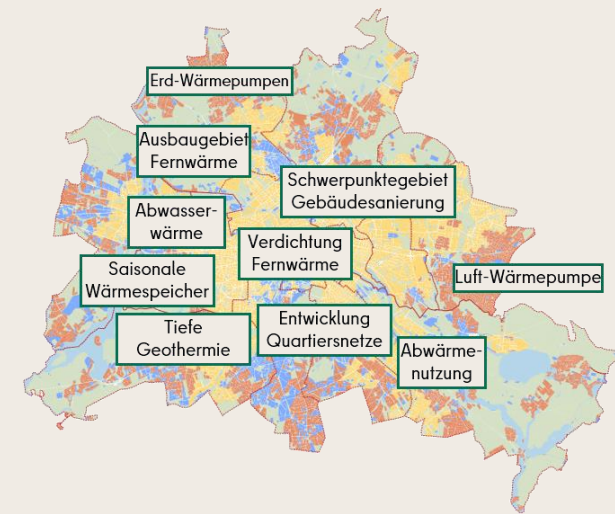 Erd-Wärmepumpen
Ausbaugebiet
Fernwärme
Schwerpunktegebiet
Gebäudesanierung
Abwasser-
wärme
Verdichtung
Fernwärme
Saisonale
Wärmespeicher
Luft-Wärmepumpe
Tiefe
Geothermie
Entwicklung
Quartiersnetze
Abwärme-
nutzung